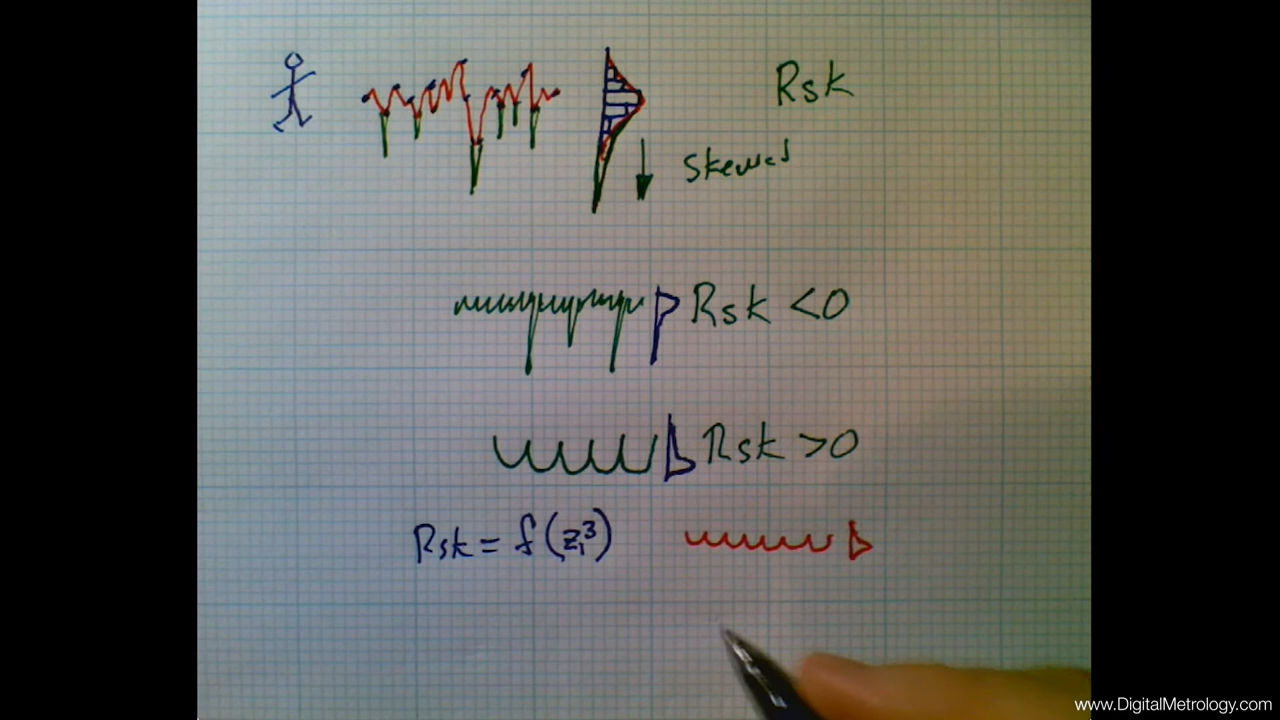 Rsk
Skewed
Rsk <0
Rsk >0
Rsk = f(zᵢ³)
www.DigitalMetrology.com